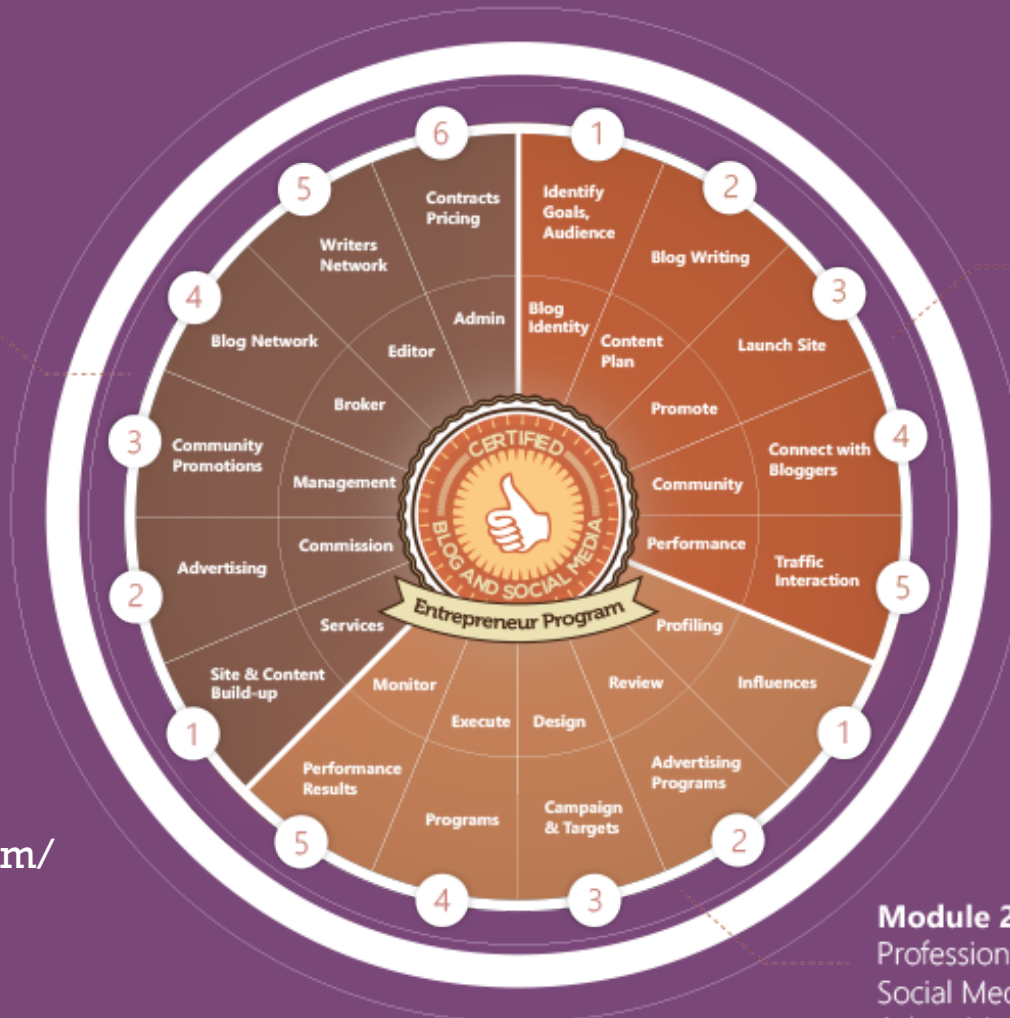 1
Identify
Goals,
Audience
Blog
Identity
2
Blog Writing
Content
Plan
3
Launch Site
Promote
4
Connect with
Bloggers
Community
5
Traffic
Interaction
Performance
1
Influences
Profiling
2
Advertising
Programs
Review
3
Campaign
& Targets
Design
4
Programs
Execute
5
Performance
Results
Monitor
1
Site & Content
Build-up
Services
2
Advertising
Commission
3
Community
Promotions
Management
4
Blog Network
Broker
5
Writers
Network
Editor
6
Contracts
Pricing
Admin
CERTIFIED
BLOG AND SOCIAL MEDIA
Entrepreneur Program
m/
Module 2
Profession
Social Med